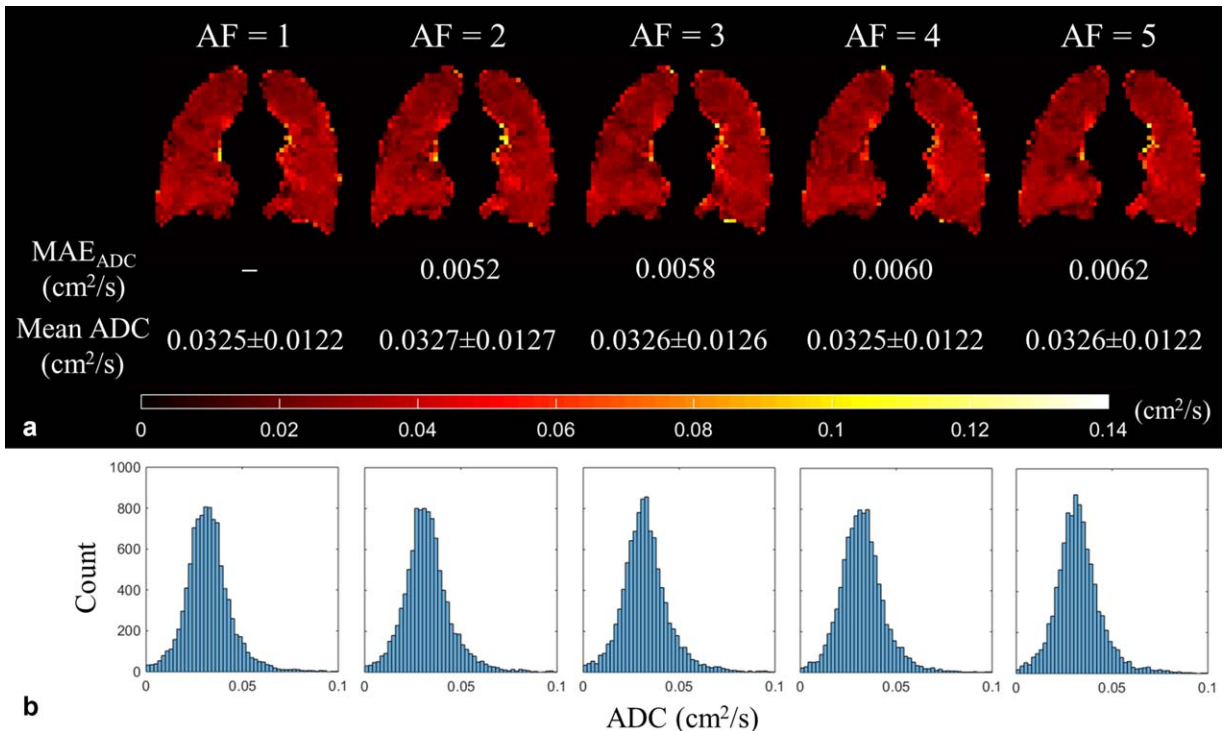 AF = 1 AF = 2 AF = 3 AF = 4 AF = 5
MAE_ADC (cm²/s) – 0.0052 0.0058 0.0060 0.0062
Mean ADC (cm²/s) 0.0325±0.0122 0.0327±0.0127 0.0326±0.0126 0.0325±0.0122 0.0326±0.0122
(cm²/s)
a 0 0.02 0.04 0.06 0.08 0.1 0.12 0.14
1000
800
600
400
200
0
Count
0 0.05 0.1 0 0.05 0.1 0 0.05 0.1 0 0.05 0.1 0 0.05 0.1
b ADC (cm²/s)